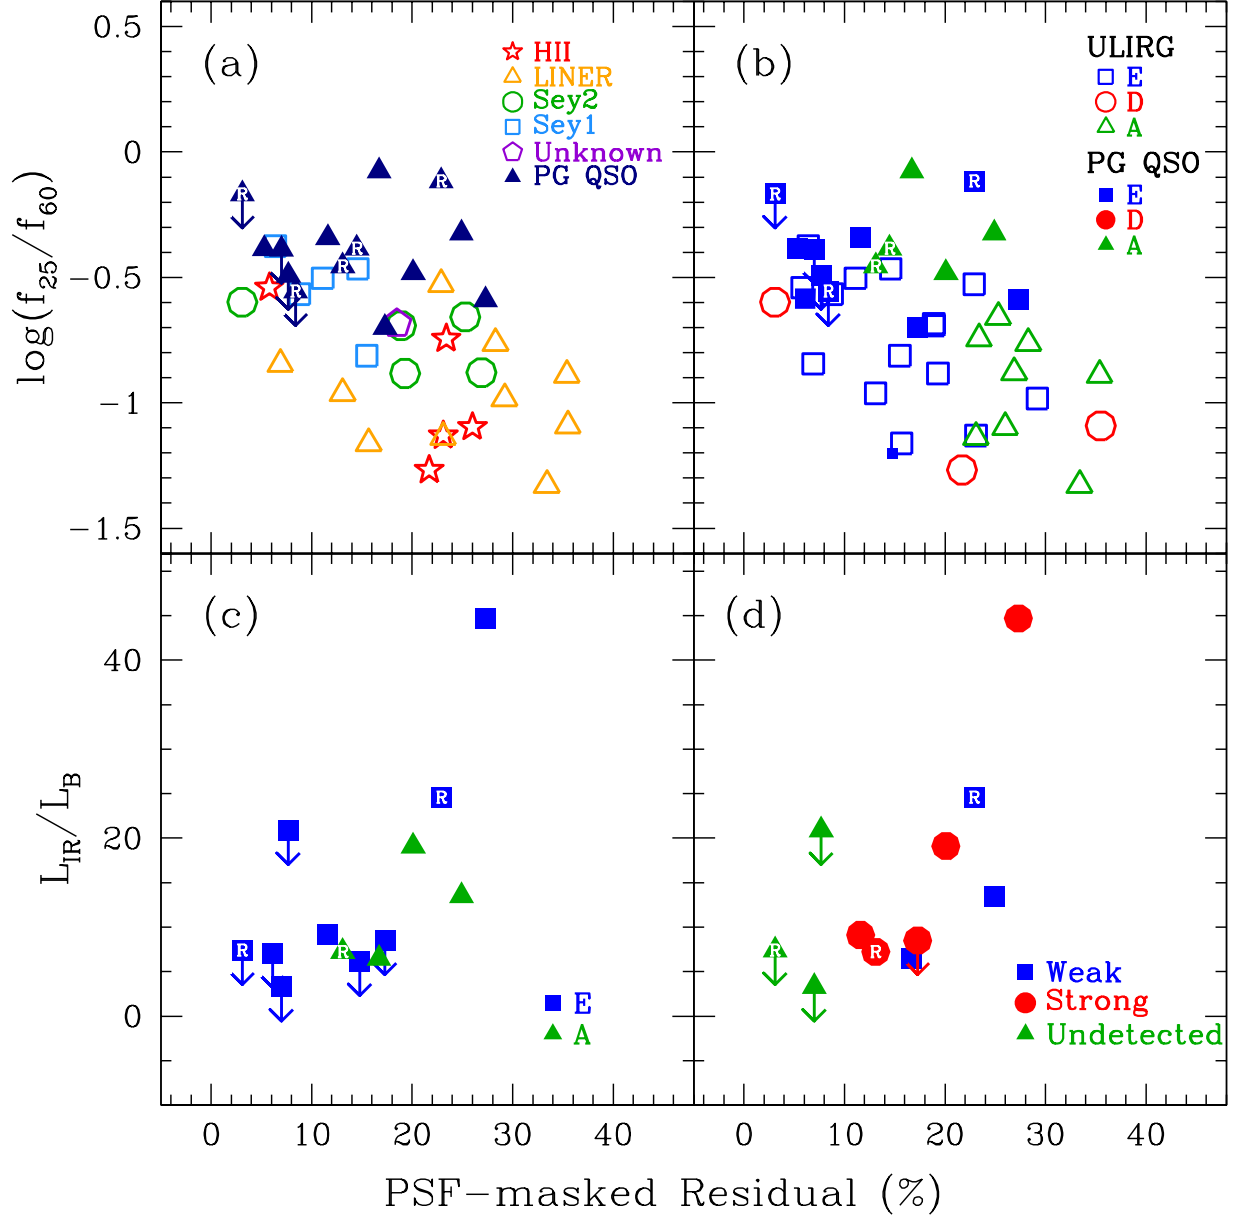 (a)
HII
LINER
Sey2
Sey1
Unknown
PG QSO
(b)
ULIRG
E
D
A
PG QSO
E
D
A
0.5
0
−0.5
−1
−1.5
log(f25/f60)
R
R
R
R
R
R
R
R
R
R
(c)
E
A
(d)
Weak
Strong
Undetected
40
20
0
LIR/LB
R
R
R
R
R
R
0 10 20 30 40
0 10 20 30 40
PSF−masked Residual (%)